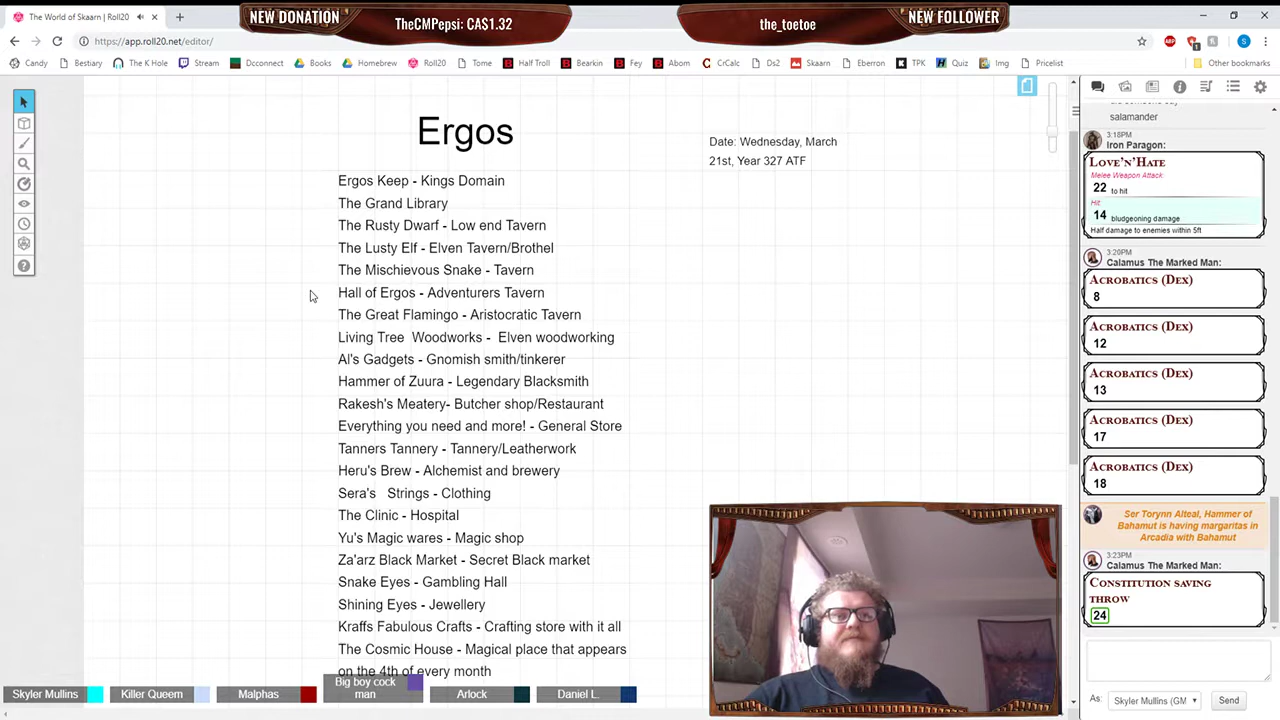 The World of Skaarn | Roll20
NEW DONATION
TheCMPepsi: CA$1.32
the_toetoe
NEW FOLLOWER
https://app.roll20.net/editor/
Candy
Bestiary
The K Hole
Stream
Dcconnect
Books
Homebrew
Roll20
Tome
Half Troll
Bearkin
Fey
Abom
CrCalc
Ds2
Skaarn
Eberron
TPK
Quiz
Img
Pricelist
Other bookmarks
Ergos
Date: Wednesday, March
21st, Year 327 ATF
Ergos Keep - Kings Domain
The Grand Library
The Rusty Dwarf - Low end Tavern
The Lusty Elf - Elven Tavern/Brothel
The Mischievous Snake - Tavern
Hall of Ergos - Adventurers Tavern
The Great Flamingo - Aristocratic Tavern
Living Tree Woodworks - Elven woodworking
Al's Gadgets - Gnomish smith/tinkerer
Hammer of Zuura - Legendary Blacksmith
Rakesh's Meatery- Butcher shop/Restaurant
Everything you need and more! - General Store
Tanners Tannery - Tannery/Leatherwork
Heru's Brew - Alchemist and brewery
Sera's Strings - Clothing
The Clinic - Hospital
Yu's Magic wares - Magic shop
Za'arz Black Market - Secret Black market
Snake Eyes - Gambling Hall
Shining Eyes - Jewellery
Kraffs Fabulous Crafts - Crafting store with it all
The Cosmic House - Magical place that appears
on the 4th of every month
Skyler Mullins
Killer Queem
Malphas
Big boy cock
man
Arlock
Daniel L.
salamander
3:18PM
Iron Paragon:
LOVE'N'HATE
Melee Weapon Attack
22 to hit
Hit:
14 bludgeoning damage
Half damage to enemies within 5ft
3:20PM
Calamus The Marked Man:
ACROBATICS (DEX)
8
ACROBATICS (DEX)
12
ACROBATICS (DEX)
13
ACROBATICS (DEX)
17
ACROBATICS (DEX)
18
Ser Torynn Alteal, Hammer of
Bahamut is having margaritas in
Arcadia with Bahamut
3:23PM
Calamus The Marked Man:
CONSTITUTION SAVING
THROW
24
As:
Skyler Mullins (GM
Send